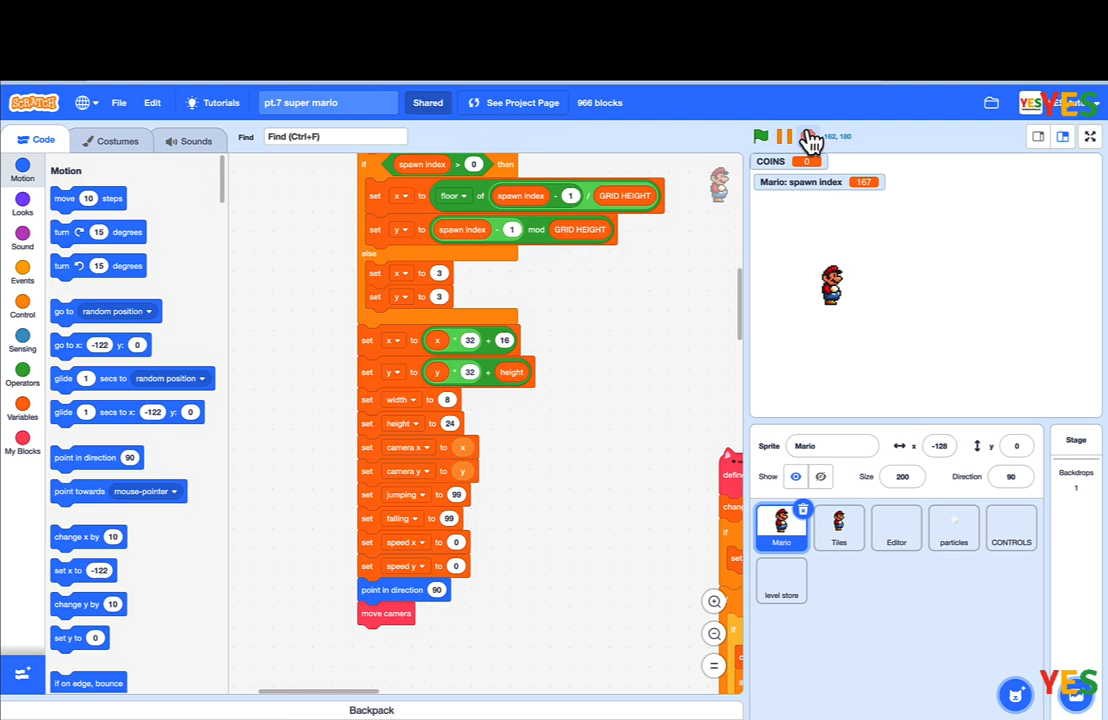 SCRATCH File Edit Tutorials pt.7 super mario Shared See Project Page 966 blocks YES YES
Code Costumes Sounds Find Find (Ctrl+F) 162, 180
Motion
Looks
Sound
Events
Control
Sensing
Operators
Variables
My Blocks
Motion
move 10 steps
turn 15 degrees
turn 15 degrees
go to random position
go to x: -122 y: 0
glide 1 secs to random position
glide 1 secs to x: -122 y: 0
point in direction 90
point towards mouse-pointer
change x by 10
set x to -122
change y by 10
set y to 0
if on edge, bounce
if spawn index > 0 then
set x to floor of spawn index - 1 / GRID HEIGHT
set y to spawn index - 1 mod GRID HEIGHT
else
set x to 3
set y to 3
set x to x * 32 + 16
set y to y * 32 + height
set width to 8
set height to 24
set camera x to x
set camera y to y
set jumping to 99
set falling to 99
set speed x to 0
set speed y to 0
point in direction 90
move camera
define
chang
if
set
if
Backpack
COINS 0
Mario: spawn index 167
Sprite Mario x -128 y 0
Show Size 200 Direction 90
Mario Tiles Editor particles CONTROLS
level store
Stage
Backdrops
1
YES